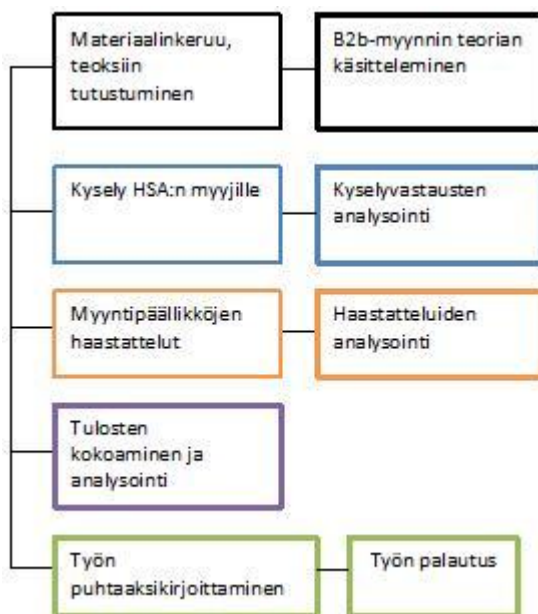 Materiaalinkeruu,
teoksiin
tutustuminen
B2b-myynnin teorian
käsitteleminen
Kysely HSA:n myyjille
Kyselyvastausten
analysointi
Myyntipäällikköjen
haastattelut
Haastatteluiden
analysointi
Tulosten
kokoaminen ja
analysointi
Työn
puhtaaksikirjoittaminen
Työn palautus